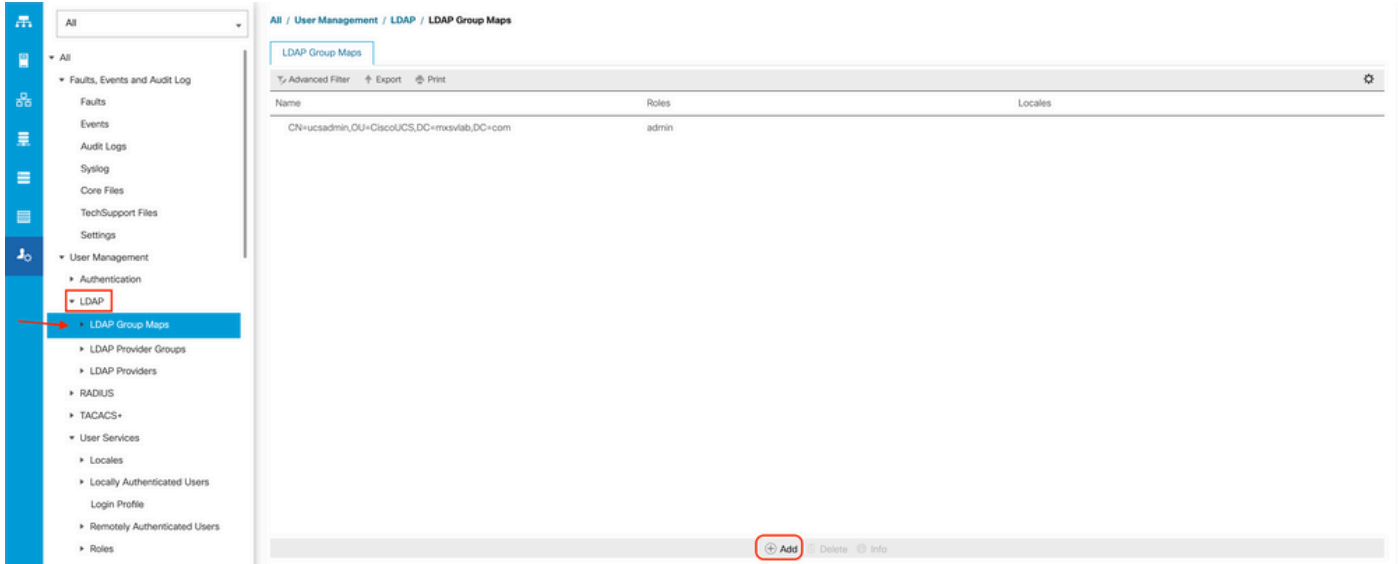 All
All
Faults, Events and Audit Log
Faults
Events
Audit Logs
Syslog
Core Files
TechSupport Files
Settings
User Management
Authentication
LDAP
LDAP Group Maps
LDAP Provider Groups
LDAP Providers
RADIUS
TACACS+
User Services
Locales
Locally Authenticated Users
Login Profile
Remotely Authenticated Users
Roles
All / User Management / LDAP / LDAP Group Maps
LDAP Group Maps
Advanced Filter Export Print
Name Roles Locales
CN=ucsadmin,OU=CiscoUCS,DC=mxsvlab,DC=com admin
Add Delete Info